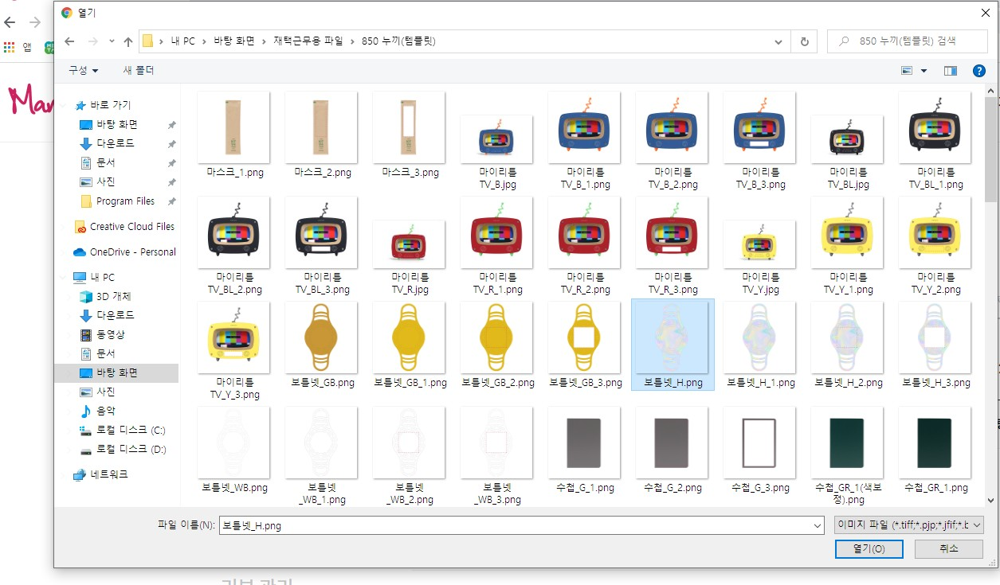 열기
앱
내 PC > 바탕 화면 > 재택근무용 파일 > 850 누끼(템플릿)
850 누끼(템플릿) 검색
구성
새 폴더
Mar
바로 가기
바탕 화면
다운로드
문서
사진
Program Files
Creative Cloud Files
OneDrive - Personal
내 PC
3D 개체
다운로드
동영상
문서
바탕 화면
사진
음악
로컬 디스크 (C:)
로컬 디스크 (D:)
네트워크
마스크_1.png
마스크_2.png
마스크_3.png
마이리틀
TV_B.jpg
마이리틀
TV_B_1.png
마이리틀
TV_B_2.png
마이리틀
TV_B_3.png
마이리틀
TV_BL.jpg
마이리틀
TV_BL_1.png
마이리틀
TV_BL_2.png
마이리틀
TV_BL_3.png
마이리틀
TV_R.jpg
마이리틀
TV_R_1.png
마이리틀
TV_R_2.png
마이리틀
TV_R_3.png
마이리틀
TV_Y.jpg
마이리틀
TV_Y_1.png
마이리틀
TV_Y_2.png
마이리틀
TV_Y_3.png
보틀넷_GB.png
보틀넷_GB_1.png
보틀넷_GB_2.png
보틀넷_GB_3.png
보틀넷_H.png
보틀넷_H_1.png
보틀넷_H_2.png
보틀넷_H_3.png
보틀넷_WB.png
보틀넷
_WB_1.png
보틀넷
_WB_2.png
보틀넷
_WB_3.png
수첩_G_1.png
수첩_G_2.png
수첩_G_3.png
수첩_GR_1(색보
정).png
수첩_GR_1.png
파일 이름(N):
보틀넷_H.png
이미지 파일 (*.tiff;*.pjp;*.jfif;*.b
열기(O)
취소